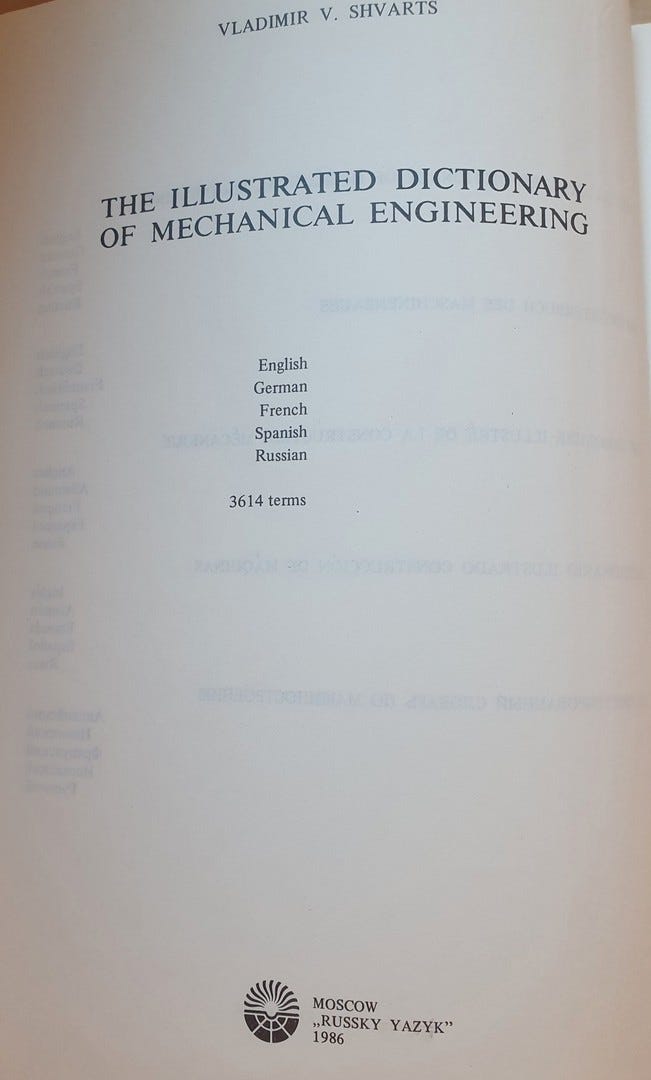 VLADIMIR V. SHVARTS
THE ILLUSTRATED DICTIONARY
OF MECHANICAL ENGINEERING
English
German
French
Spanish
Russian
3614 terms
MOSCOW
„RUSSKY YAZYK”
1986